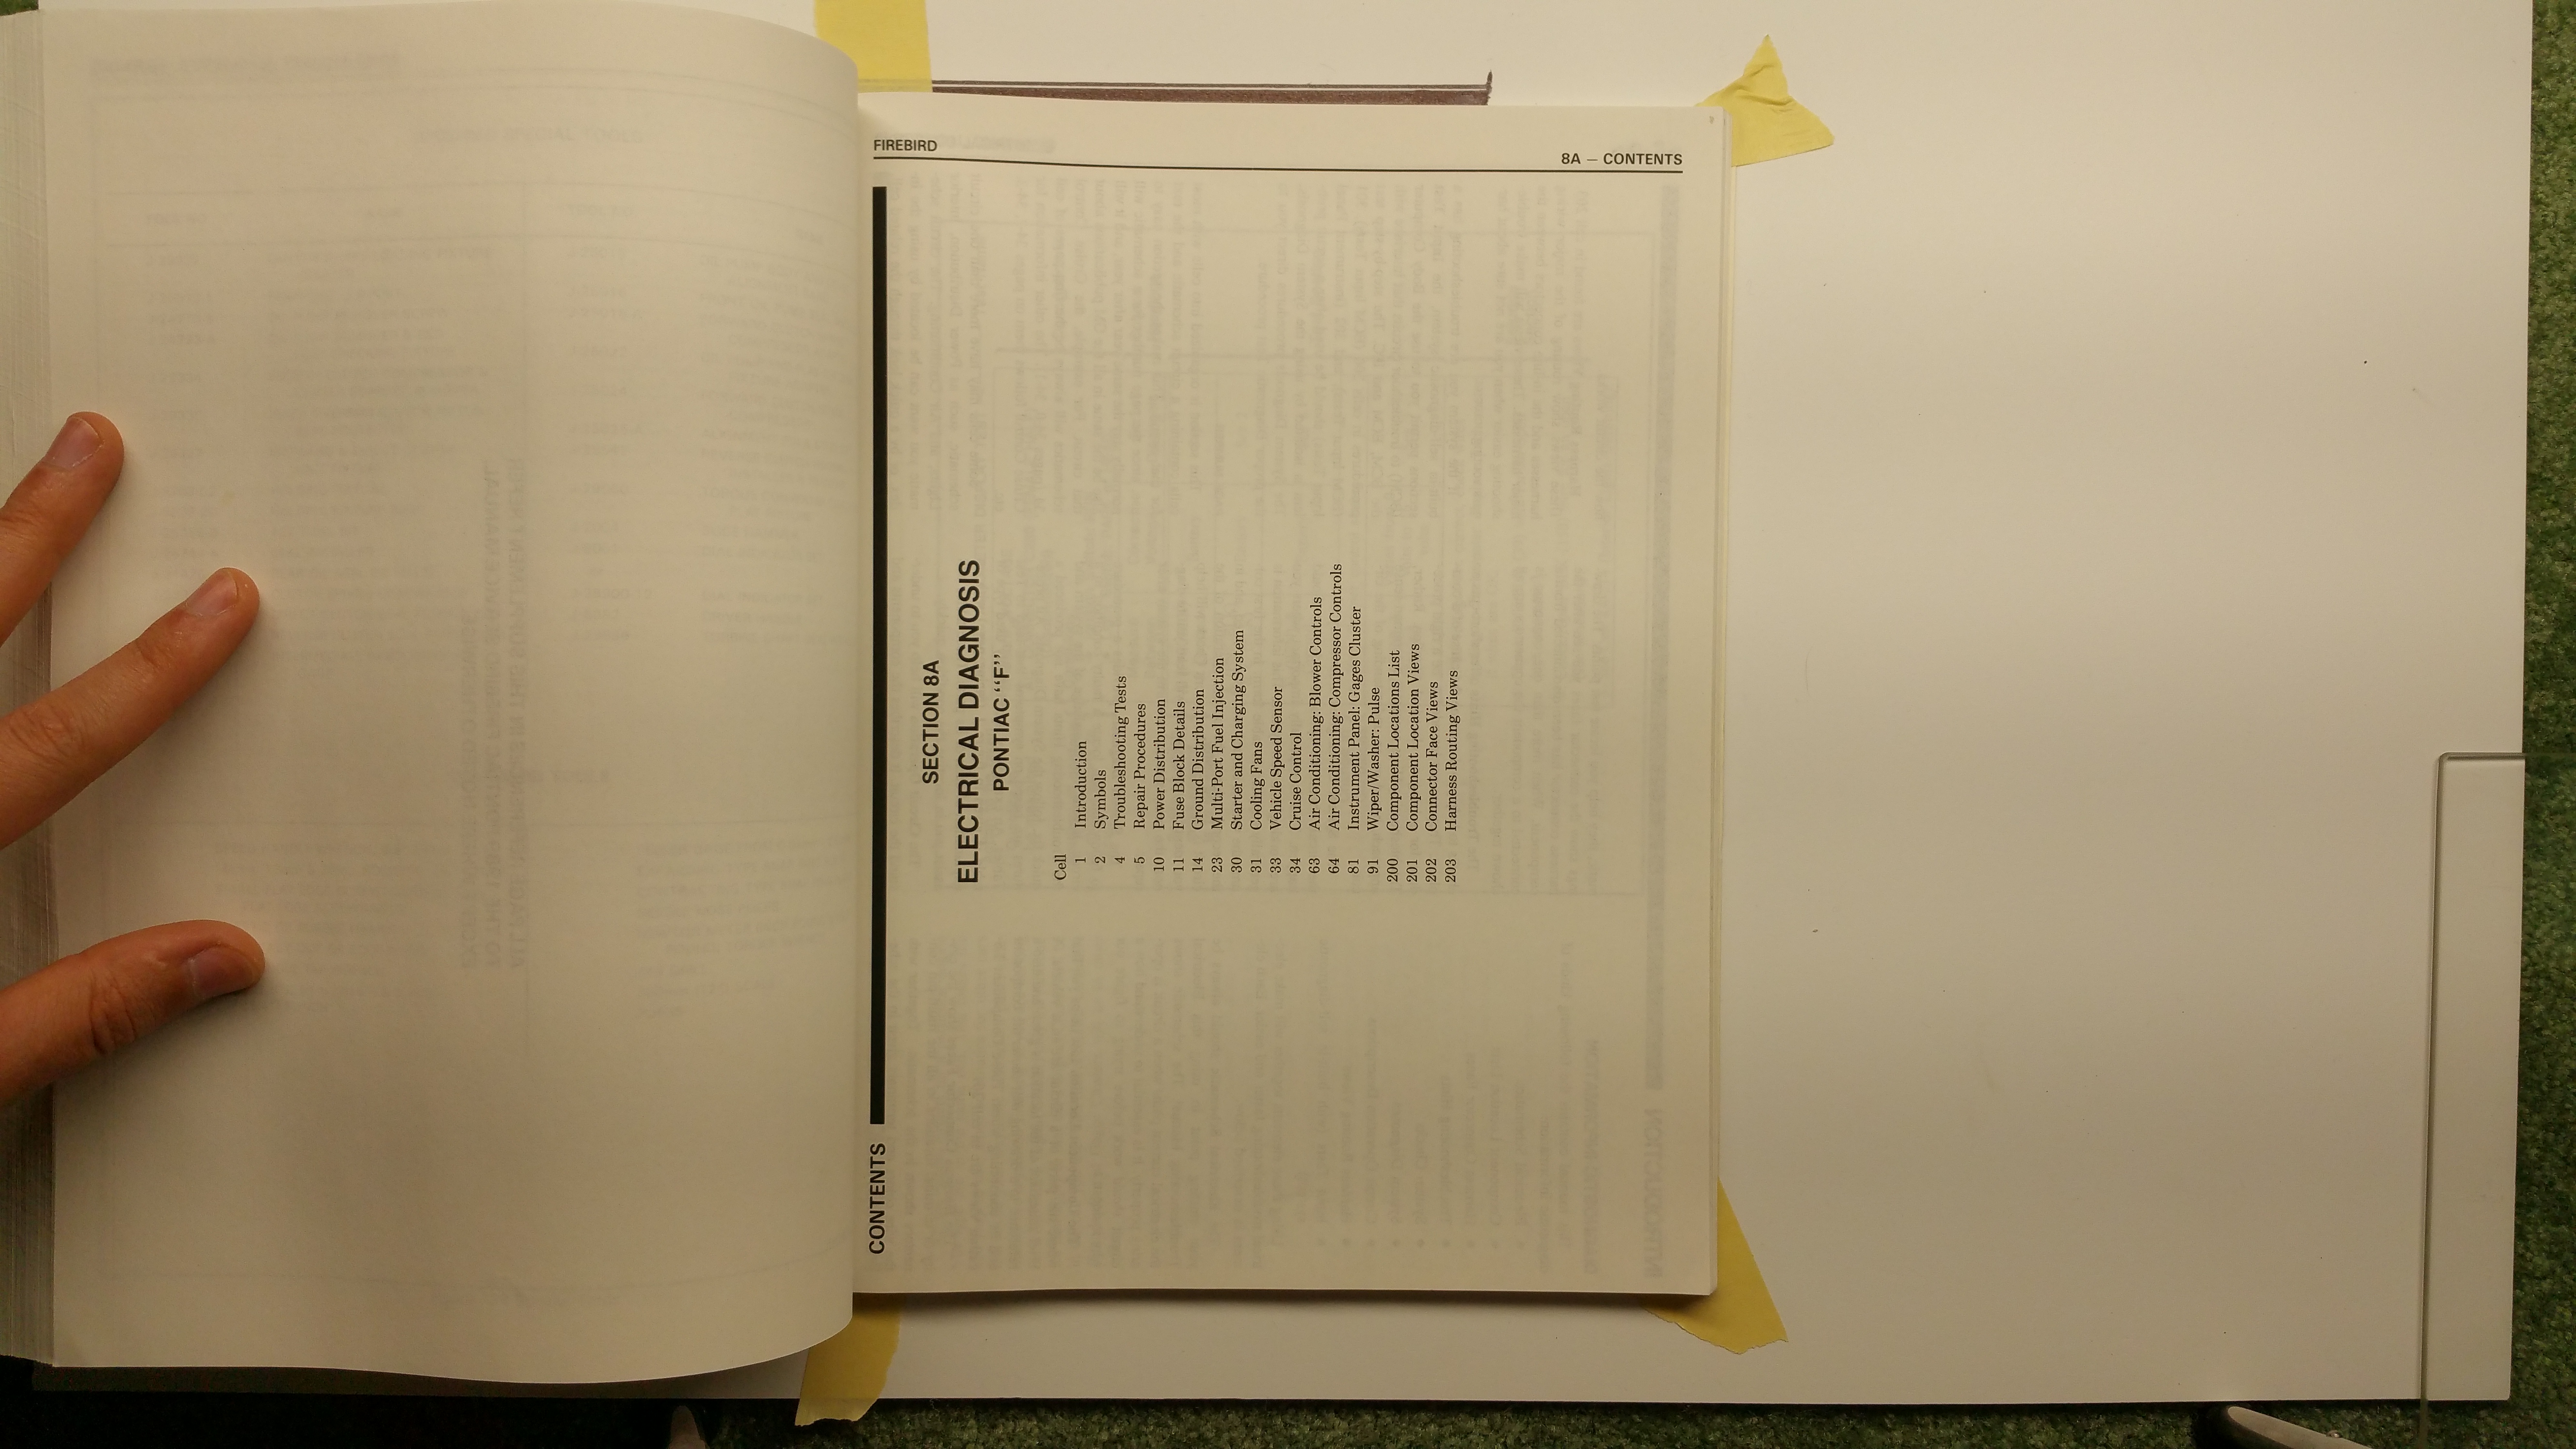 FIREBIRD
8A — CONTENTS
CONTENTS
SECTION 8A
ELECTRICAL DIAGNOSIS
PONTIAC “F”
Cell
1 Introduction
2 Symbols
4 Troubleshooting Tests
5 Repair Procedures
10 Power Distribution
11 Fuse Block Details
14 Ground Distribution
23 Multi-Port Fuel Injection
30 Starter and Charging System
31 Cooling Fans
33 Vehicle Speed Sensor
34 Cruise Control
63 Air Conditioning: Blower Controls
64 Air Conditioning: Compressor Controls
81 Instrument Panel: Gages Cluster
91 Wiper/Washer: Pulse
200 Component Locations List
201 Component Location Views
202 Connector Face Views
203 Harness Routing Views